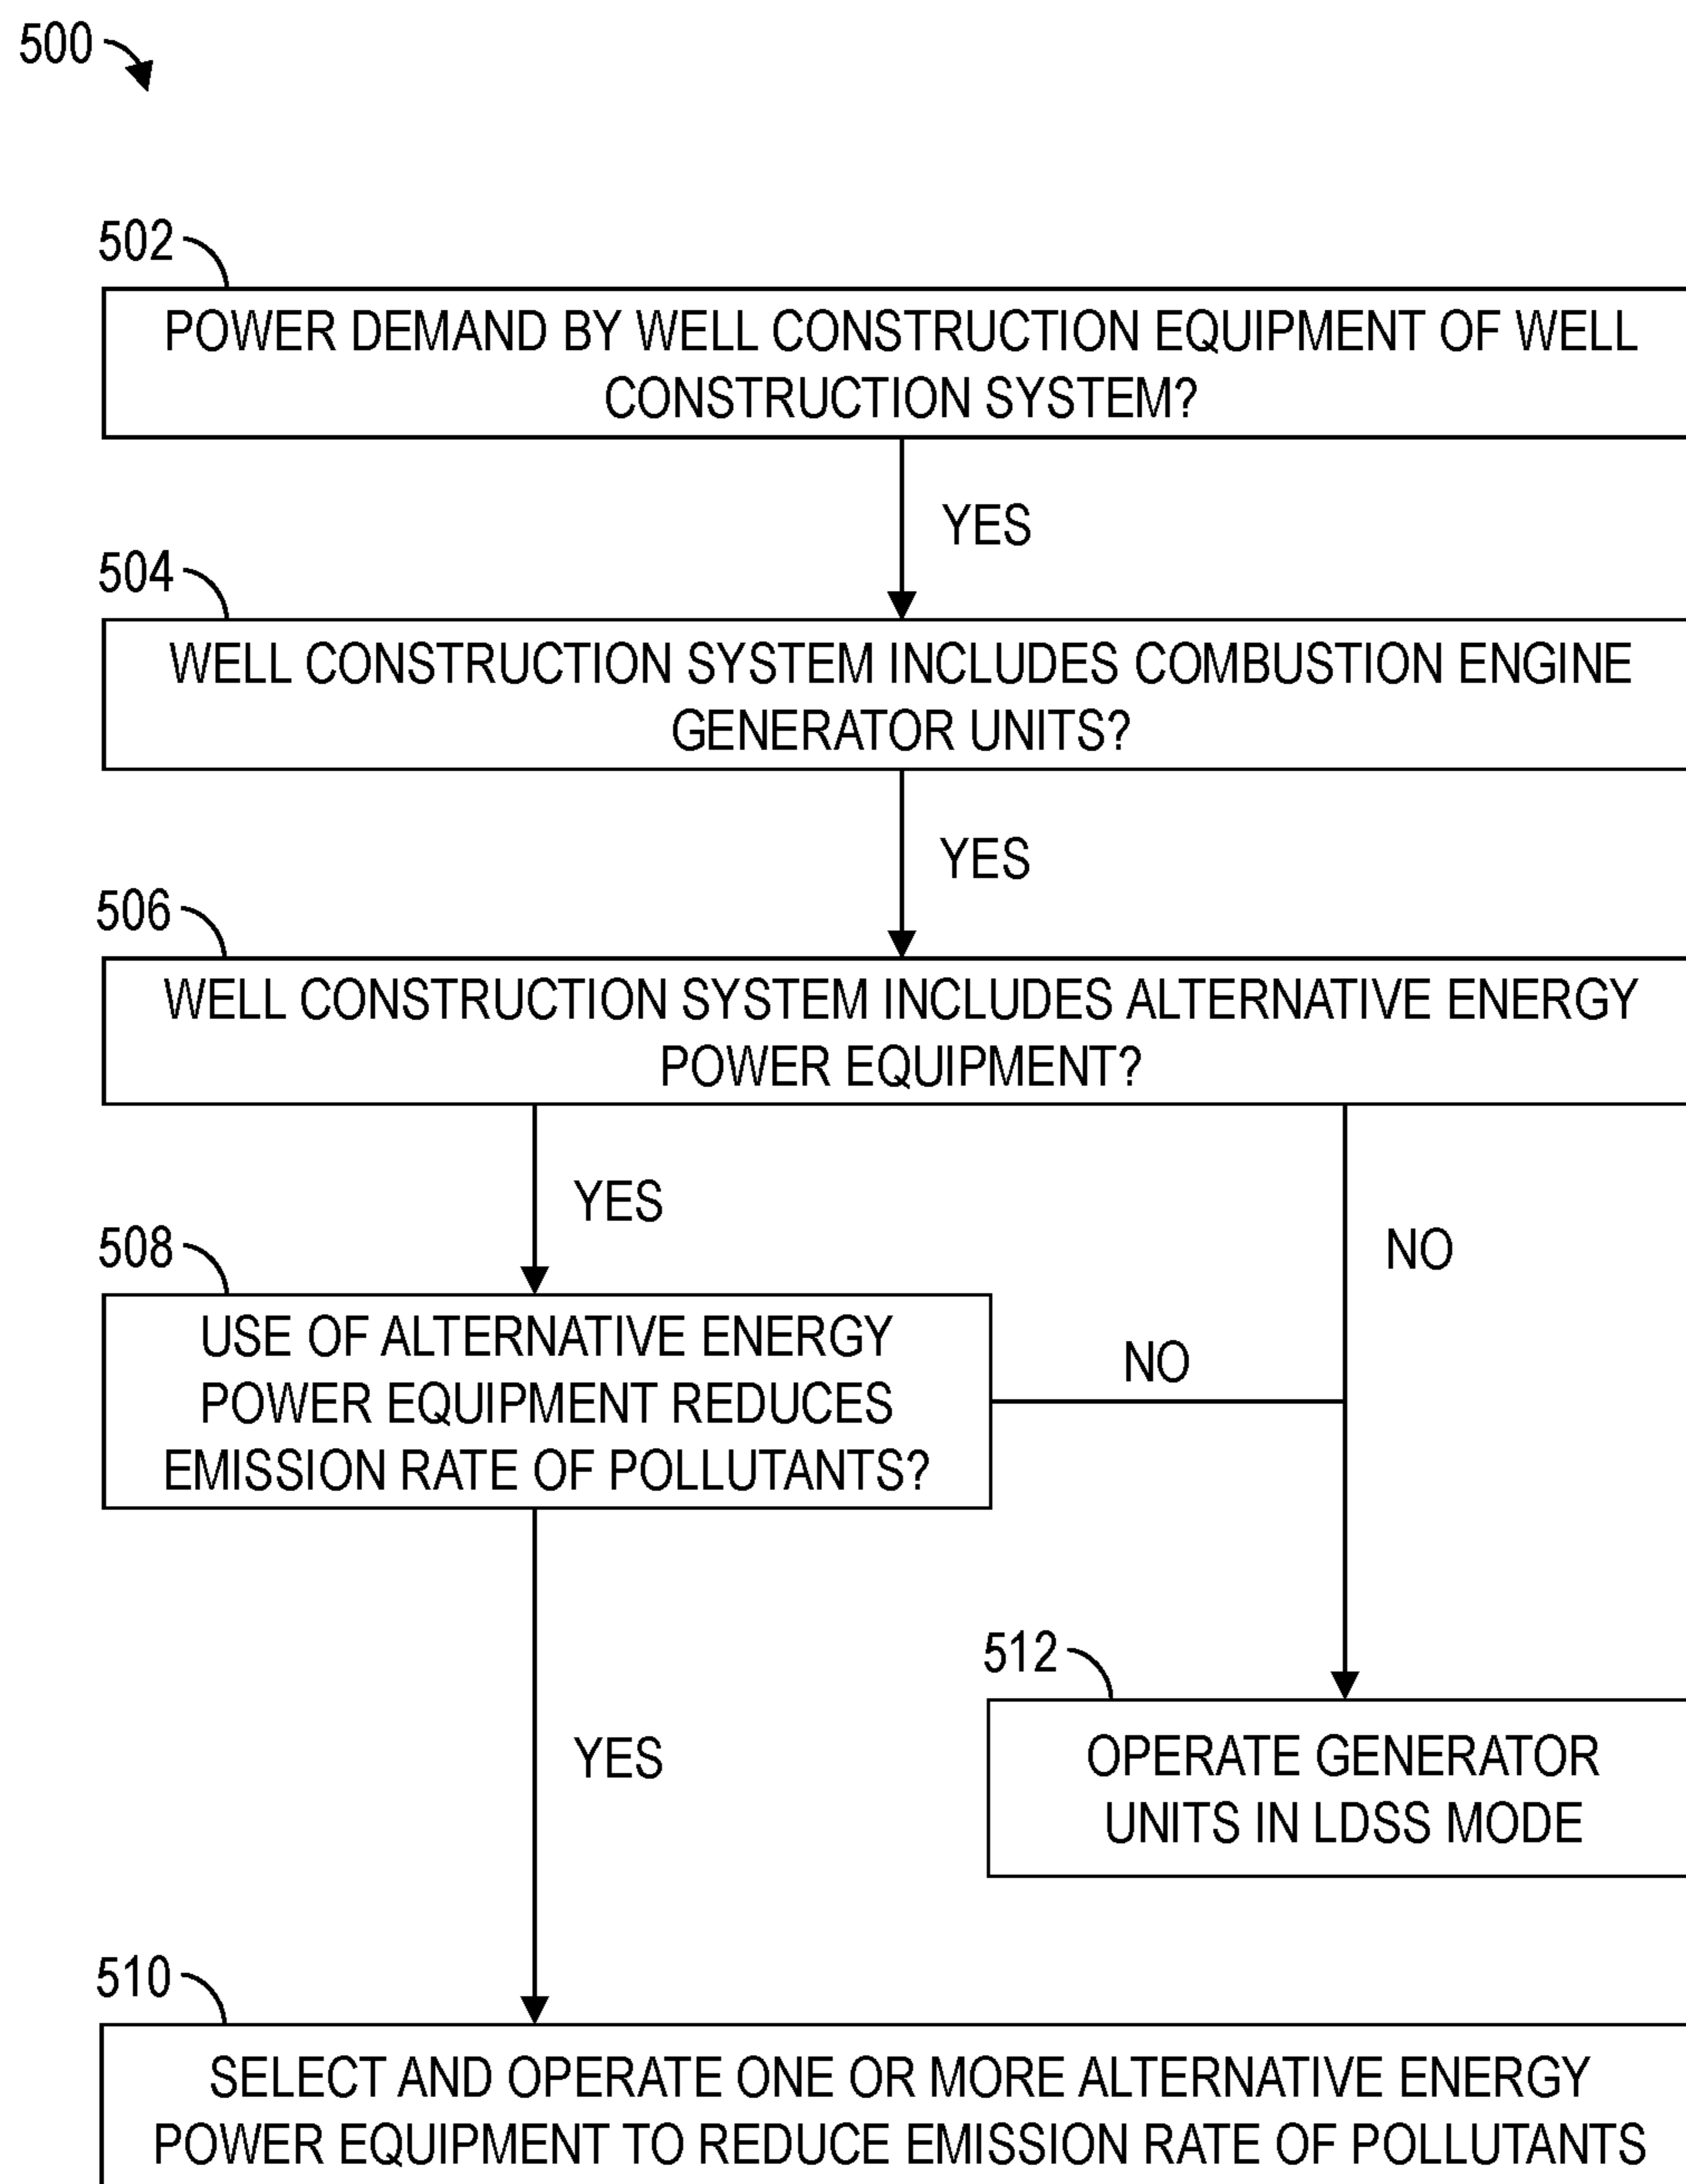 500
502
POWER DEMAND BY WELL CONSTRUCTION EQUIPMENT OF WELL
CONSTRUCTION SYSTEM?
YES
504
WELL CONSTRUCTION SYSTEM INCLUDES COMBUSTION ENGINE
GENERATOR UNITS?
YES
506
WELL CONSTRUCTION SYSTEM INCLUDES ALTERNATIVE ENERGY
POWER EQUIPMENT?
YES
NO
508
USE OF ALTERNATIVE ENERGY
POWER EQUIPMENT REDUCES
EMISSION RATE OF POLLUTANTS?
NO
YES
512
OPERATE GENERATOR
UNITS IN LDSS MODE
510
SELECT AND OPERATE ONE OR MORE ALTERNATIVE ENERGY
POWER EQUIPMENT TO REDUCE EMISSION RATE OF POLLUTANTS